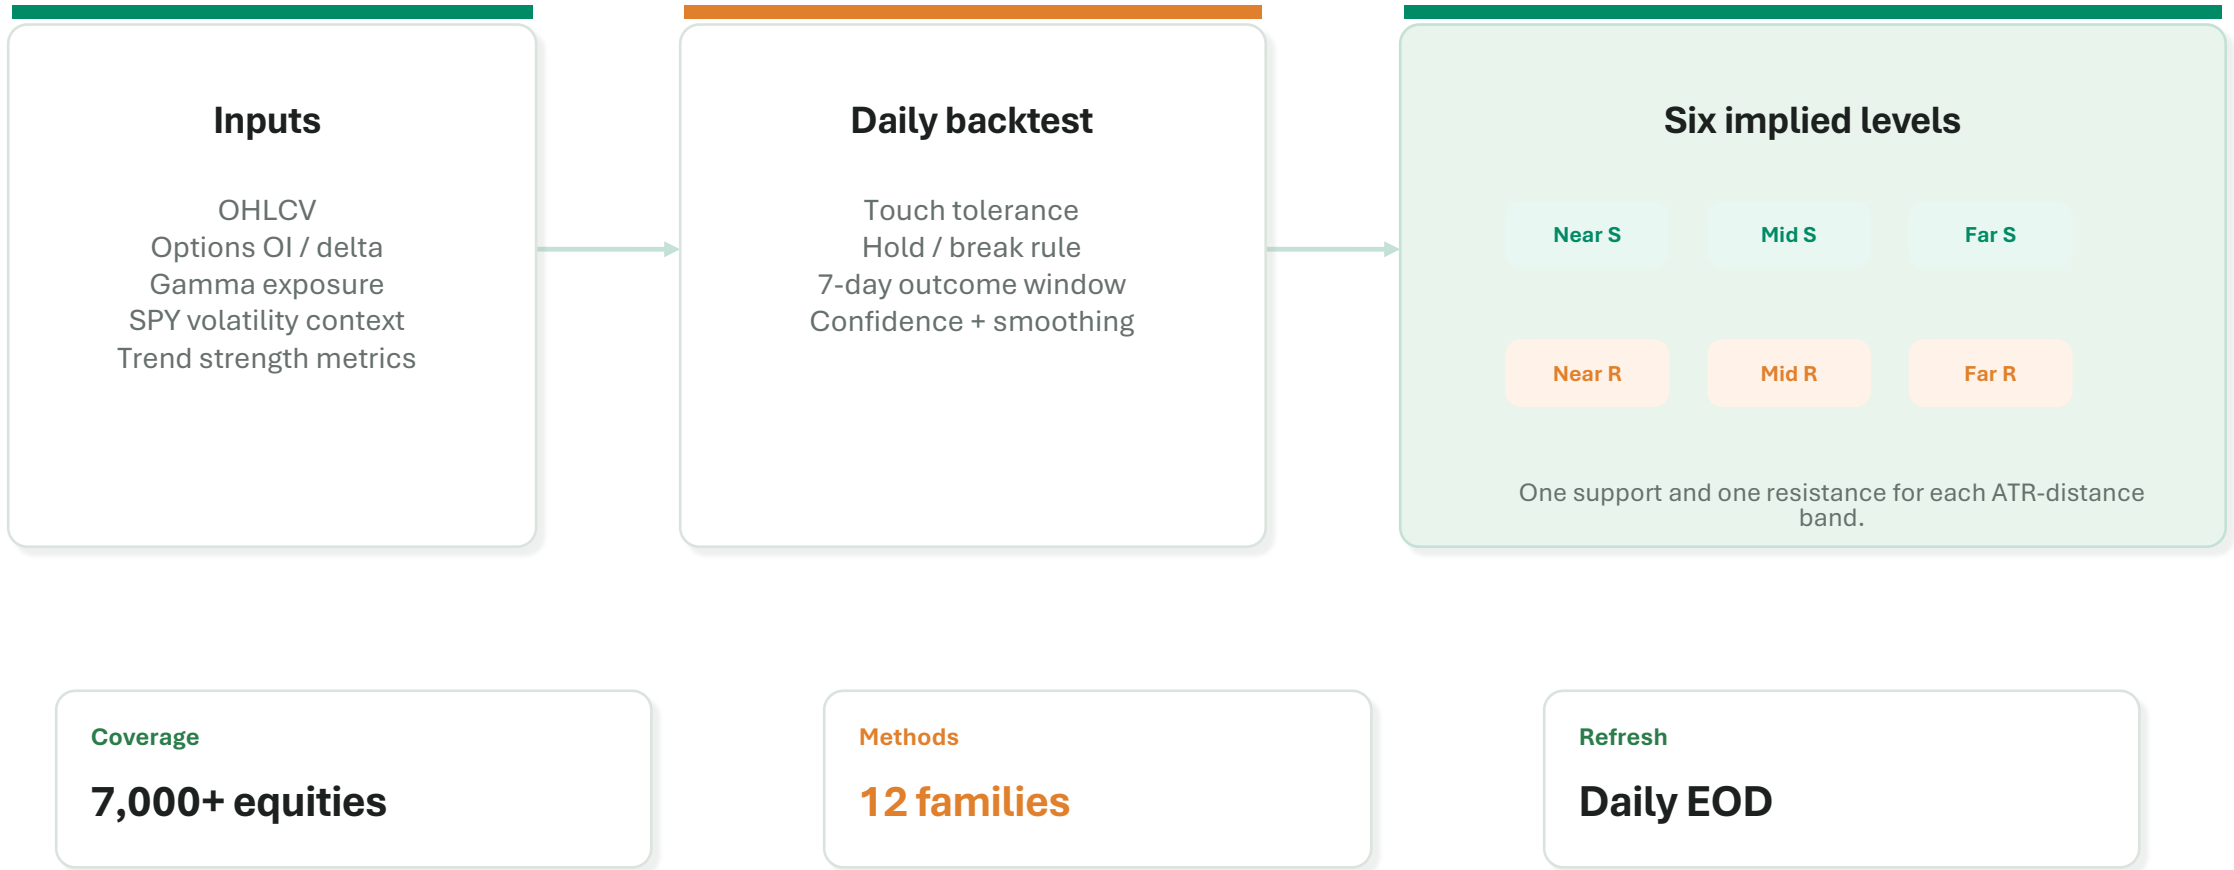 Inputs
OHLCV
Options OI / delta
Gamma exposure
SPY volatility context
Trend strength metrics
Daily backtest
Touch tolerance
Hold / break rule
7-day outcome window
Confidence + smoothing
Six implied levels
Near S
Mid S
Far S
Near R
Mid R
Far R
One support and one resistance for each ATR-distance
band.
Coverage
7,000+ equities
Methods
12 families
Refresh
Daily EOD